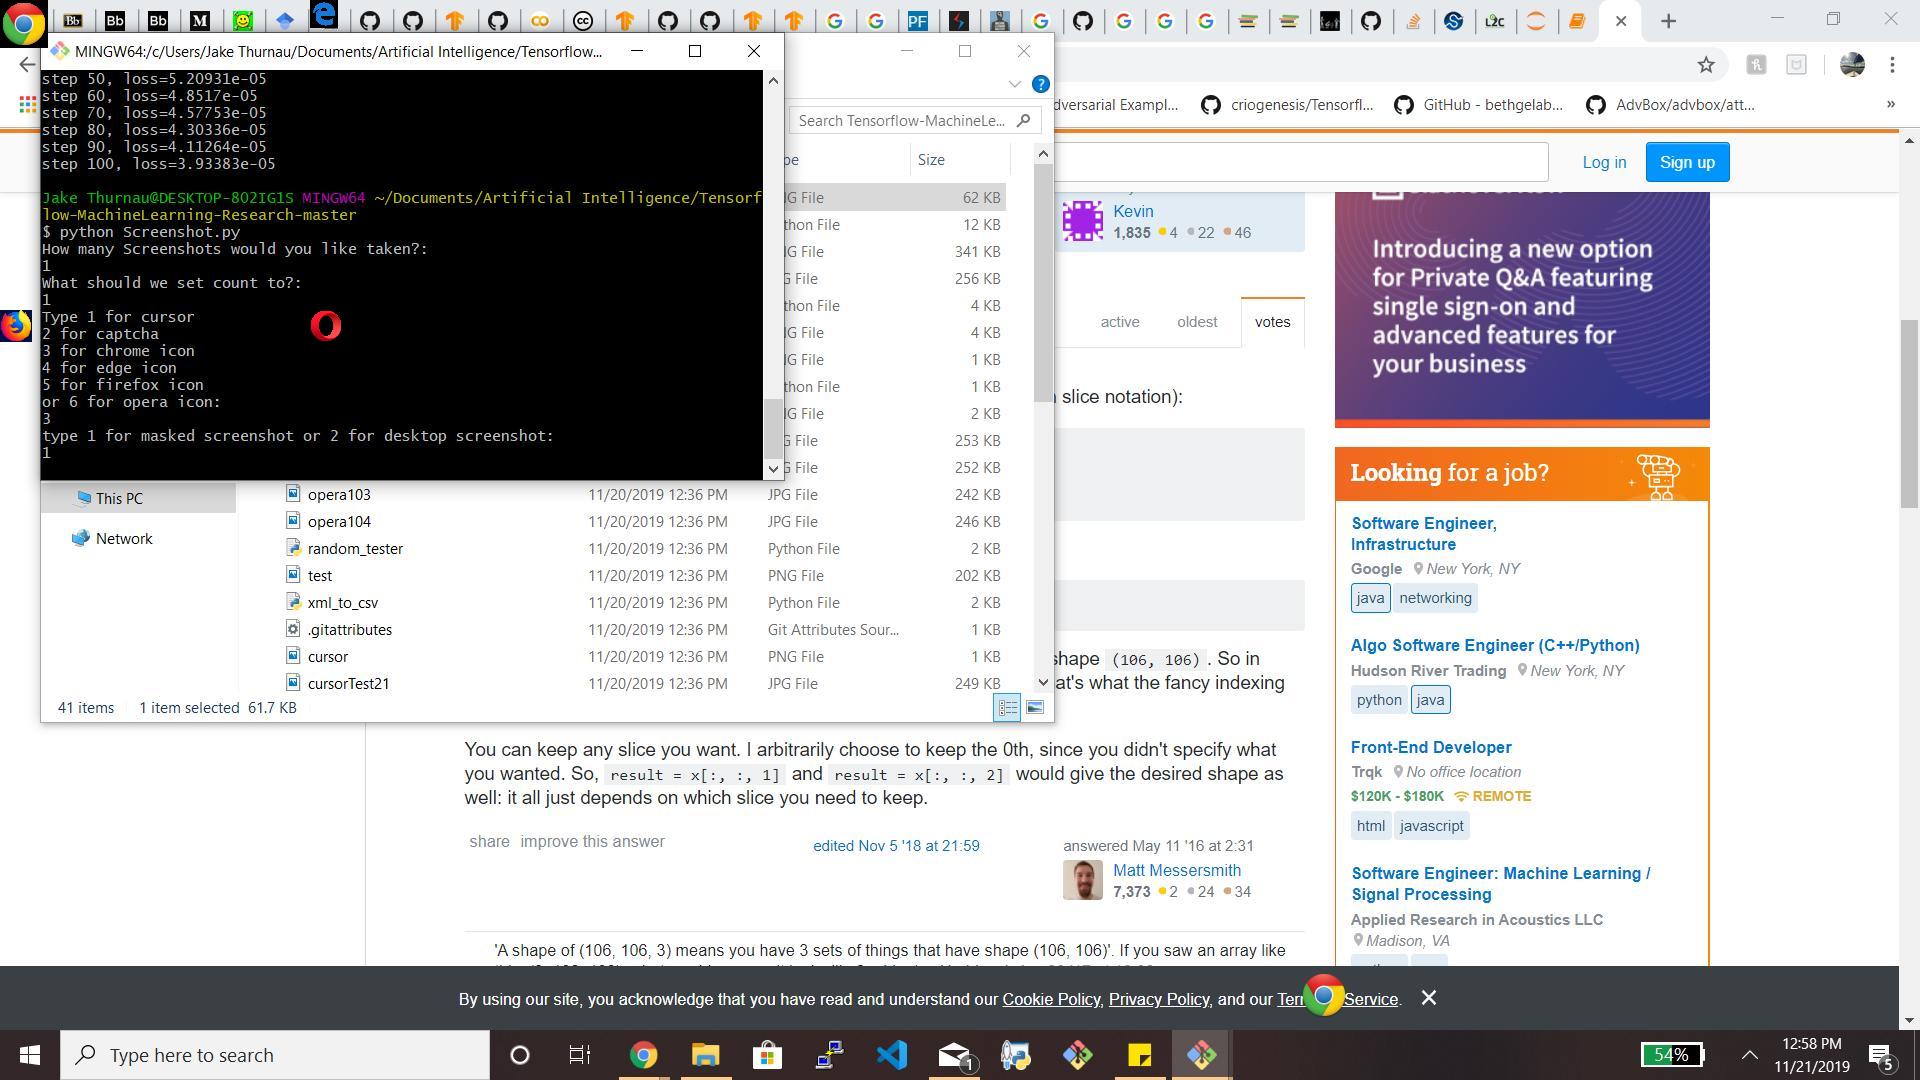 MINGW64:/c/Users/Jake Thurnau/Documents/Artificial Intelligence/Tensorflow...
step 50, loss=5.20931e-05
step 60, loss=4.8517e-05
step 70, loss=4.57753e-05
step 80, loss=4.30336e-05
step 90, loss=4.11264e-05
step 100, loss=3.93383e-05
Jake Thurnau@DESKTOP-802IG1S MINGW64 ~/Documents/Artificial Intelligence/Tensorf
low-MachineLearning-Research-master
$ python Screenshot.py
How many Screenshots would you like taken?:
1
What should we set count to?:
1
Type 1 for cursor
2 for captcha
3 for chrome icon
4 for edge icon
5 for firefox icon
or 6 for opera icon:
3
type 1 for masked screenshot or 2 for desktop screenshot:
1
Search Tensorflow-MachineLe...
pe Size
NG File 62 KB
thon File 12 KB
NG File 341 KB
G File 256 KB
thon File 4 KB
NG File 4 KB
NG File 1 KB
thon File 1 KB
NG File 2 KB
G File 253 KB
G File 252 KB
opera103 11/20/2019 12:36 PM JPG File 242 KB
opera104 11/20/2019 12:36 PM JPG File 246 KB
random_tester 11/20/2019 12:36 PM Python File 2 KB
test 11/20/2019 12:36 PM PNG File 202 KB
xml_to_csv 11/20/2019 12:36 PM Python File 2 KB
.gitattributes 11/20/2019 12:36 PM Git Attributes Sour... 1 KB
cursor 11/20/2019 12:36 PM PNG File 1 KB
cursorTest21 11/20/2019 12:36 PM JPG File 249 KB
This PC
Network
41 items 1 item selected 61.7 KB
dversarial Exampl... criogenesis/Tensorfl... GitHub - bethgelab... AdvBox/advbox/att... »
Log in Sign up
Kevin
1,835 4 22 46
active oldest votes
slice notation):
shape (106, 106) . So in
at's what the fancy indexing
You can keep any slice you want. I arbitrarily choose to keep the 0th, since you didn't specify what
you wanted. So, result = x[:, :, 1] and result = x[:, :, 2] would give the desired shape as
well: it all just depends on which slice you need to keep.
share improve this answer edited Nov 5 '18 at 21:59 answered May 11 '16 at 2:31
Matt Messersmith
7,373 2 24 34
'A shape of (106, 106, 3) means you have 3 sets of things that have shape (106, 106)'. If you saw an array like
Introducing a new option
for Private Q&A featuring
single sign-on and
advanced features for
your business
Looking for a job?
Software Engineer,
Infrastructure
Google New York, NY
java networking
Algo Software Engineer (C++/Python)
Hudson River Trading New York, NY
python java
Front-End Developer
Trqk No office location
$120K - $180K REMOTE
html javascript
Software Engineer: Machine Learning /
Signal Processing
Applied Research in Acoustics LLC
Madison, VA
By using our site, you acknowledge that you have read and understand our Cookie Policy, Privacy Policy, and our Ter Service.
Type here to search
1
54%
12:58 PM
11/21/2019
5